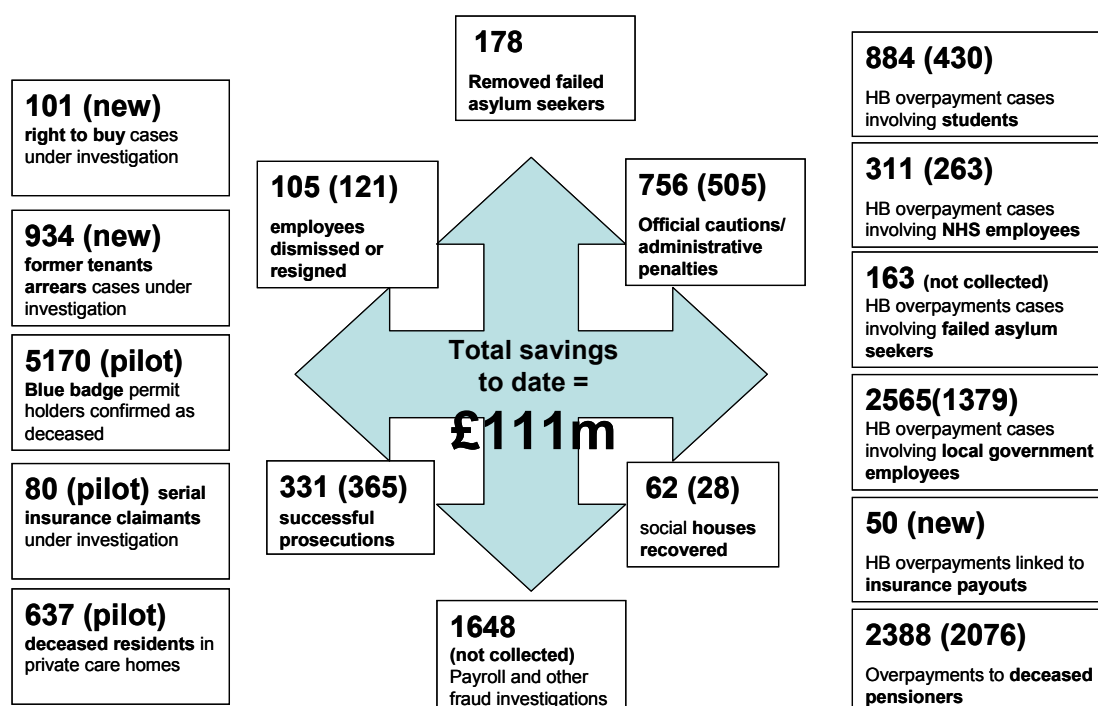 178
Removed failed
asylum seekers
101 (new)
right to buy cases
under investigation
934 (new)
former tenants
arrears cases under
investigation
5170 (pilot)
Blue badge permit
holders confirmed as
deceased
80 (pilot) serial
insurance claimants
under investigation
637 (pilot)
deceased residents in
private care homes
105 (121)
employees
dismissed or
resigned
756 (505)
Official cautions/
administrative
penalties
Total savings
to date =
£111m
331 (365)
successful
prosecutions
62 (28)
social houses
recovered
1648
(not collected)
Payroll and other
fraud investigations
884 (430)
HB overpayment cases
involving students
311 (263)
HB overpayment cases
involving NHS employees
163 (not collected)
HB overpayments cases
involving failed asylum
seekers
2565(1379)
HB overpayment cases
involving local government
employees
50 (new)
HB overpayments linked to
insurance payouts
2388 (2076)
Overpayments to deceased
pensioners